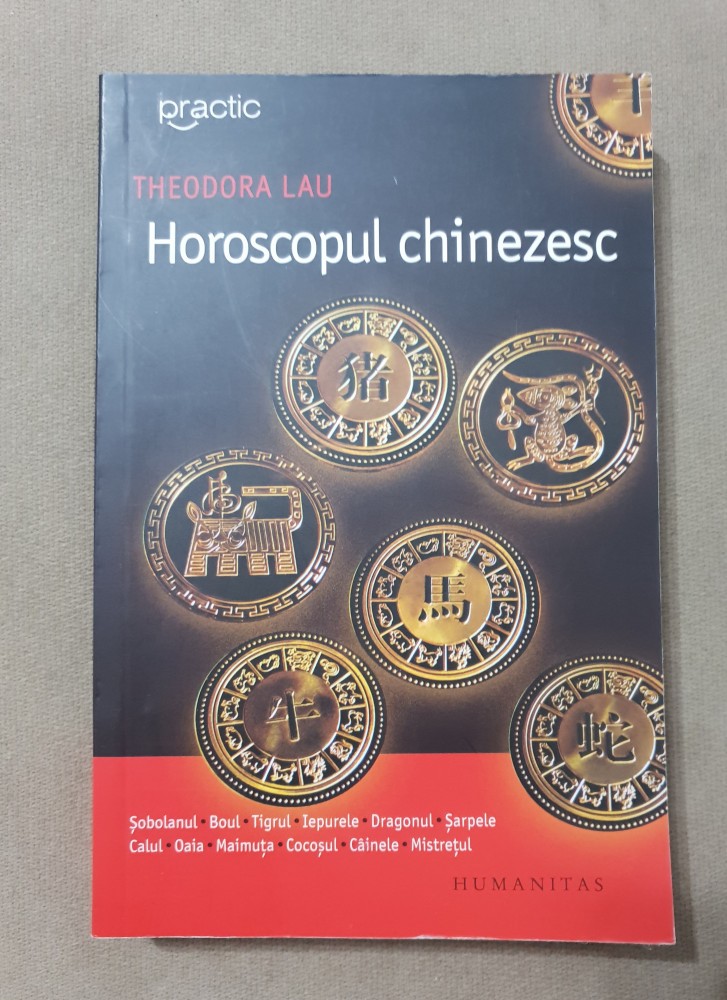 practic
THEODORA LAU
Horoscopul chinezesc
猪
馬
牛
蛇
Șobolanul • Boul • Tigrul • Iepurele • Dragonul • Șarpele
Calul • Oaia • Maimuța • Cocoșul • Câinele • Mistrețul
HUMANITAS